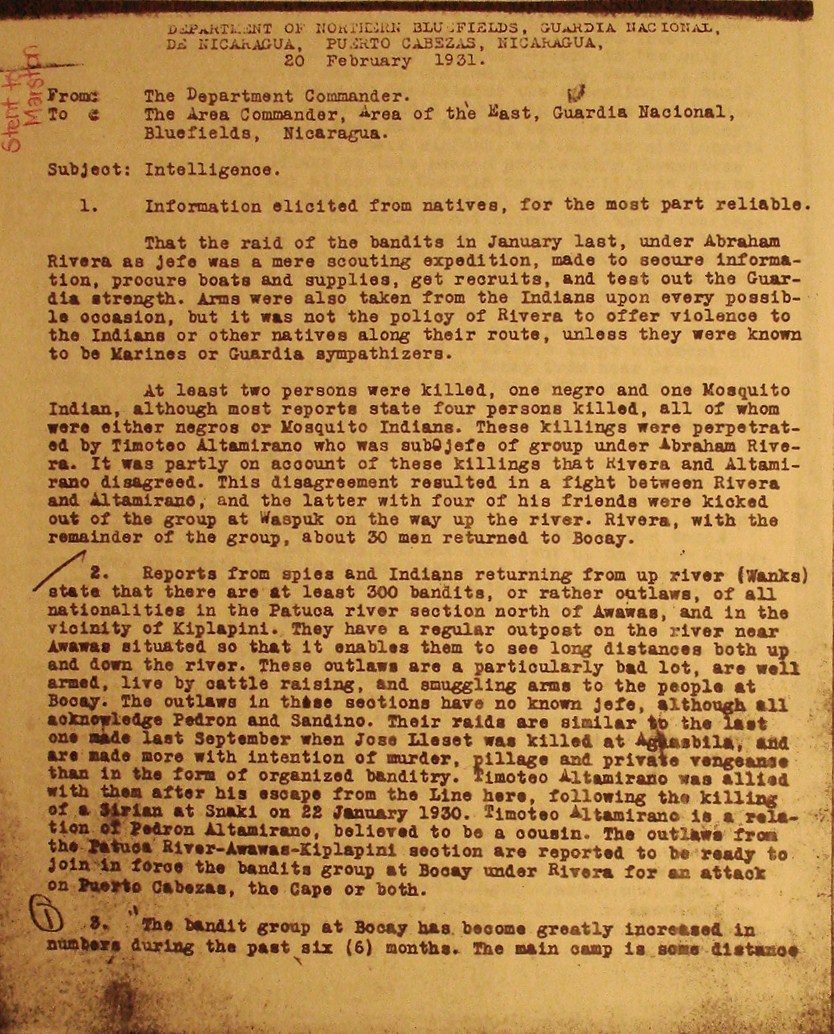 DEPARTMENT OF NORTHERN BLUEFIELDS, GUARDIA NACIONAL,
DE NICARAGUA, PUERTO CABEZAS, NICARAGUA,
20 February 1931.
Stent to
Marston
From: The Department Commander.
To : The Area Commander, Area of the East, Guardia Nacional,
Bluefields, Nicaragua.
Subject: Intelligence.
1. Information elicited from natives, for the most part reliable.
That the raid of the bandits in January last, under Abraham
Rivera as jefe was a mere scouting expedition, made to secure informa-
tion, procure boats and supplies, get recruits, and test out the Guar-
dia strength. Arms were also taken from the Indians upon every possib-
le occasion, but it was not the policy of Rivera to offer violence to
the Indians or other natives along their route, unless they were known
to be Marines or Guardia sympathizers.
At least two persons were killed, one negro and one Mosquito
Indian, although most reports state four persons killed, all of whom
were either negros or Mosquito Indians. These killings were perpetrat-
ed by Timoteo Altamirano who was sub0jefe of group under Abraham Rive-
ra. It was partly on account of these killings that Rivera and Altami-
rano disagreed. This disagreement resulted in a fight between Rivera
and Altamirano, and the latter with four of his friends were kicked
out of the group at Waspuk on the way up the river. Rivera, with the
remainder of the group, about 30 men returned to Bocay.
2. Reports from spies and Indians returning from up river (Wanks)
state that there are at least 300 bandits, or rather outlaws, of all
nationalities in the Patuca river section north of Awawas, and in the
vicinity of Kiplapini. They have a regular outpost on the river near
Awawas situated so that it enables them to see long distances both up
and down the river. These outlaws are a particularly bad lot, are well
armed, live by cattle raising, and smuggling arms to the people at
Bocay. The outlaws in these sections have no known jefe, although all
acknowledge Pedron and Sandino. Their raids are similar to the last
one made last September when Jose Lleset was killed at Aghasbila, and
are made more with intention of murder, pillage and private vengeance
than in the form of organized banditry. Timoteo Altamirano was allied
with them after his escape from the Line here, following the killing
of a Sirian at Snaki on 22 January 1930. Timoteo Altamirano is a rela-
tion of Pedron Altamirano, believed to be a cousin. The outlaws from
the Patuca River-Awawas-Kiplapini section are reported to be ready to
join in force the bandits group at Bocay under Rivera for an attack
on Puerto Cabezas, the Cape or both.
1
3. The bandit group at Bocay has become greatly increased in
numbers during the past six (6) months. The main camp is some distance